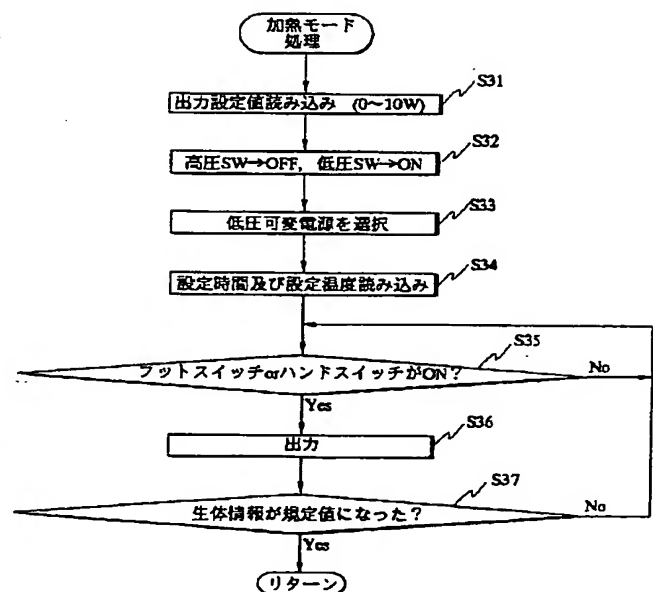 加熱モード
処理
S31
出力設定値読み込み (0～10W)
S32
高圧SW→OFF, 低圧SW→ON
S33
低圧可変電源を選択
S34
設定時間及び設定温度読み込み
S35
フットスイッチorハンドスイッチがON？
No
Yes
S36
出力
S37
生体情報が規定値になった？
No
Yes
リターン